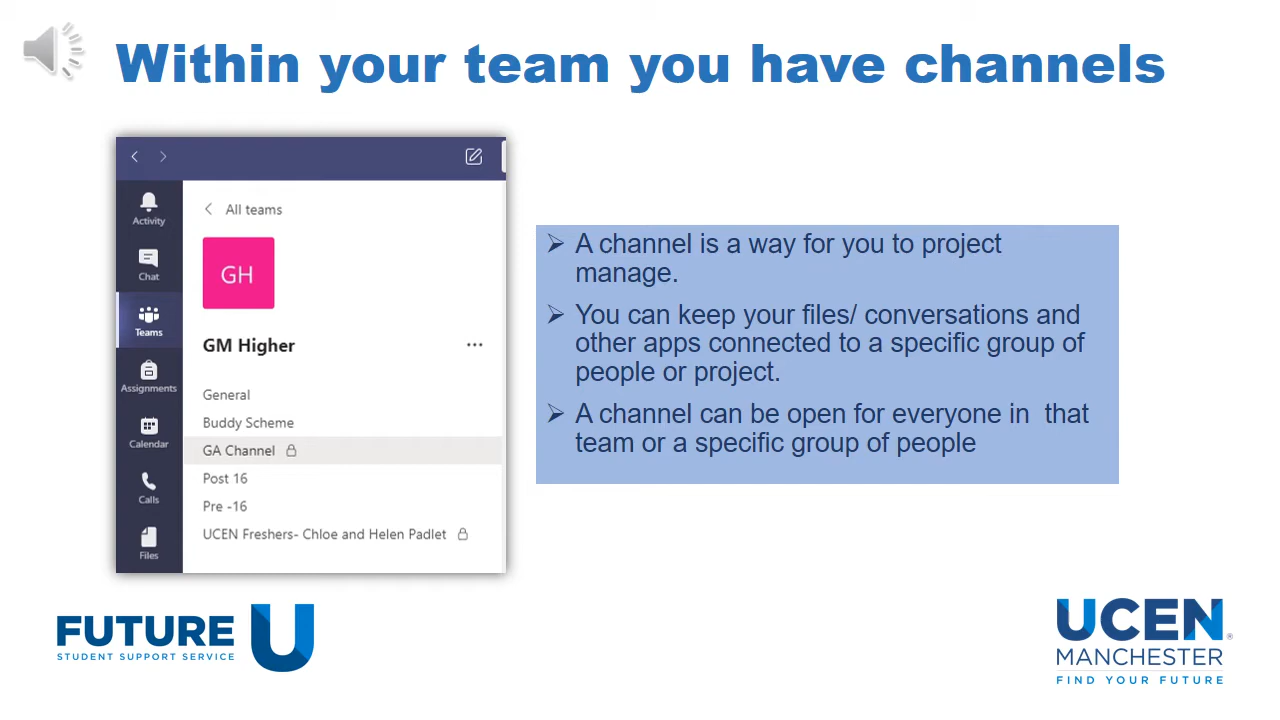 Within your team you have channels
Activity
Chat
Teams
Assignments
Calendar
Calls
Files
All teams
GH
GM Higher
General
Buddy Scheme
GA Channel
Post 16
Pre -16
UCEN Freshers- Chloe and Helen Padlet
A channel is a way for you to project
manage.
You can keep your files/ conversations and
other apps connected to a specific group of
people or project.
A channel can be open for everyone in  that
team or a specific group of people
FUTURE U
STUDENT SUPPORT SERVICE
UCEN®
MANCHESTER
FIND YOUR FUTURE